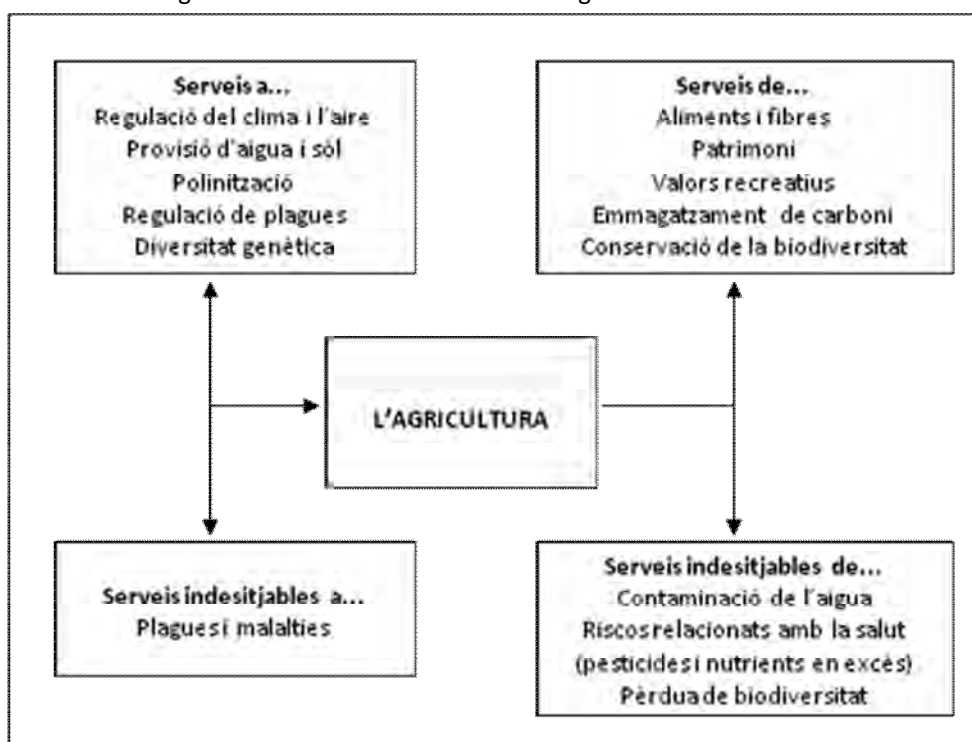 Serveis a...
Regulació del clima i l'aire
Provisió d'aigua i sòl
Polinització
Regulació de plagues
Diversitat genètica
Serveis de...
Aliments i fibres
Patrimoni
Valors recreatius
Emmagatzament de carboni
Conservació de la biodiversitat
L'AGRICULTURA
Serveis indesitjables a...
Plagues i malalties
Serveis indesitjables de...
Contaminació de l'aigua
Riscos relacionats amb la salut
(pesticides i nutrients en excés)
Pèrdua de biodiversitat